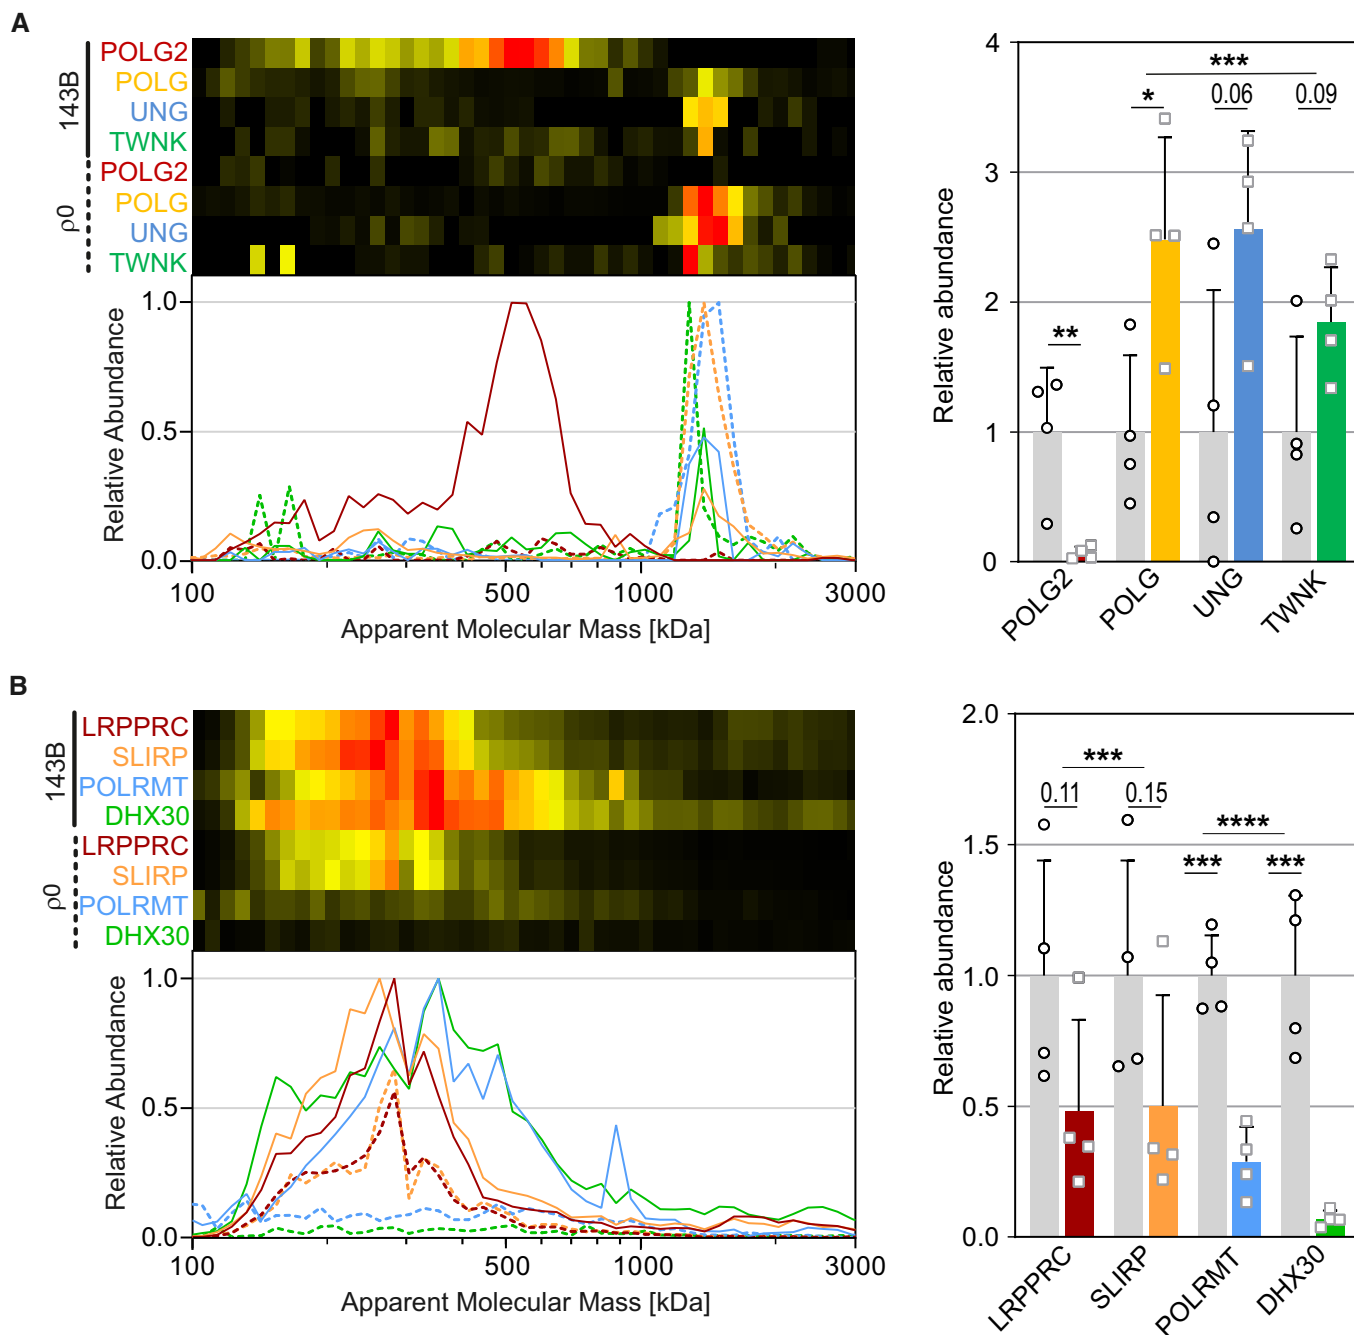 A
143B
POLG2
POLG
UNG
TWNK
ρ0
POLG2
POLG
UNG
TWNK
Relative Abundance
1.0
0.5
0.0
100 500 1000 3000
Apparent Molecular Mass [kDa]
Relative abundance
4
3
2
1
0
**
*
***
0.06
0.09
POLG2 POLG UNG TWNK
B
143B
LRPPRC
SLIRP
POLRMT
DHX30
ρ0
LRPPRC
SLIRP
POLRMT
DHX30
Relative Abundance
1.0
0.5
0.0
100 500 1000 3000
Apparent Molecular Mass [kDa]
Relative abundance
2.0
1.5
1.0
0.5
0.0
***
0.11
0.15
****
*** ***
LRPPRC SLIRP POLRMT DHX30